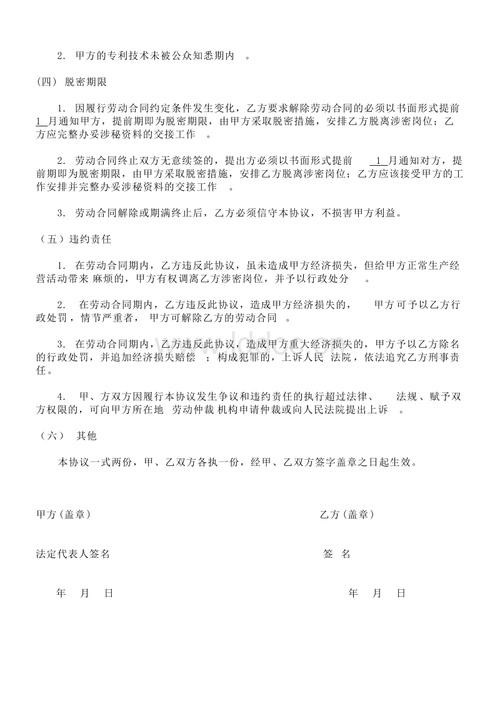 2. 甲方的专利技术未被公众知悉期内 。
(四) 脱密期限
1. 因履行劳动合同约定条件发生变化，乙方要求解除劳动合同的必须以书面形式提前
1 月通知甲方，提前期即为脱密期限，由甲方采取脱密措施，安排乙方脱离涉密岗位；乙
方应完整办妥涉秘资料的交接工作 。
2. 劳动合同终止双方无意续签的，提出方必须以书面形式提前 1 月通知对方，提
前期即为脱密期限，由甲方采取脱密措施，安排乙方脱离涉密岗位；乙方应该接受甲方的工
作安排并完整办妥涉秘资料的交接工作 。
3. 劳动合同解除或期满终止后，乙方必须信守本协议，不损害甲方利益。
（五）违约责任
1. 在劳动合同期内，乙方违反此协议，虽未造成甲方经济损失，但给甲方正常生产经
营活动带来 麻烦的，甲方有权调离乙方涉密岗位，并予以行政处分 。
2. 在劳动合同期内，乙方违反此协议，造成甲方经济损失的， 甲方可予以乙方行
政处罚 ，情节严重者， 甲方可解除乙方的劳动合同 。
3. 在劳动合同期内，乙方违反此协议，造成甲方重大经济损失的，甲方应予以乙方除名
的行政处罚，并追加经济损失赔偿 ；构成犯罪的，上诉人民 法院 ，依法追究乙方刑事责
任。
4. 甲、方双方因履行本协议发生争议和违约责任的执行超过法律、 法规、赋予双
方权限的，可向甲方所在地 劳动仲裁 机构申请仲裁或向人民法院提出上诉 。
（六） 其他
本协议一式两份，甲、乙双方各执一份，经甲、乙双方签字盖章之日起生效。
甲方(盖章) 乙方(盖章)
法定代表人签名 签 名
年 月 日 年 月 日